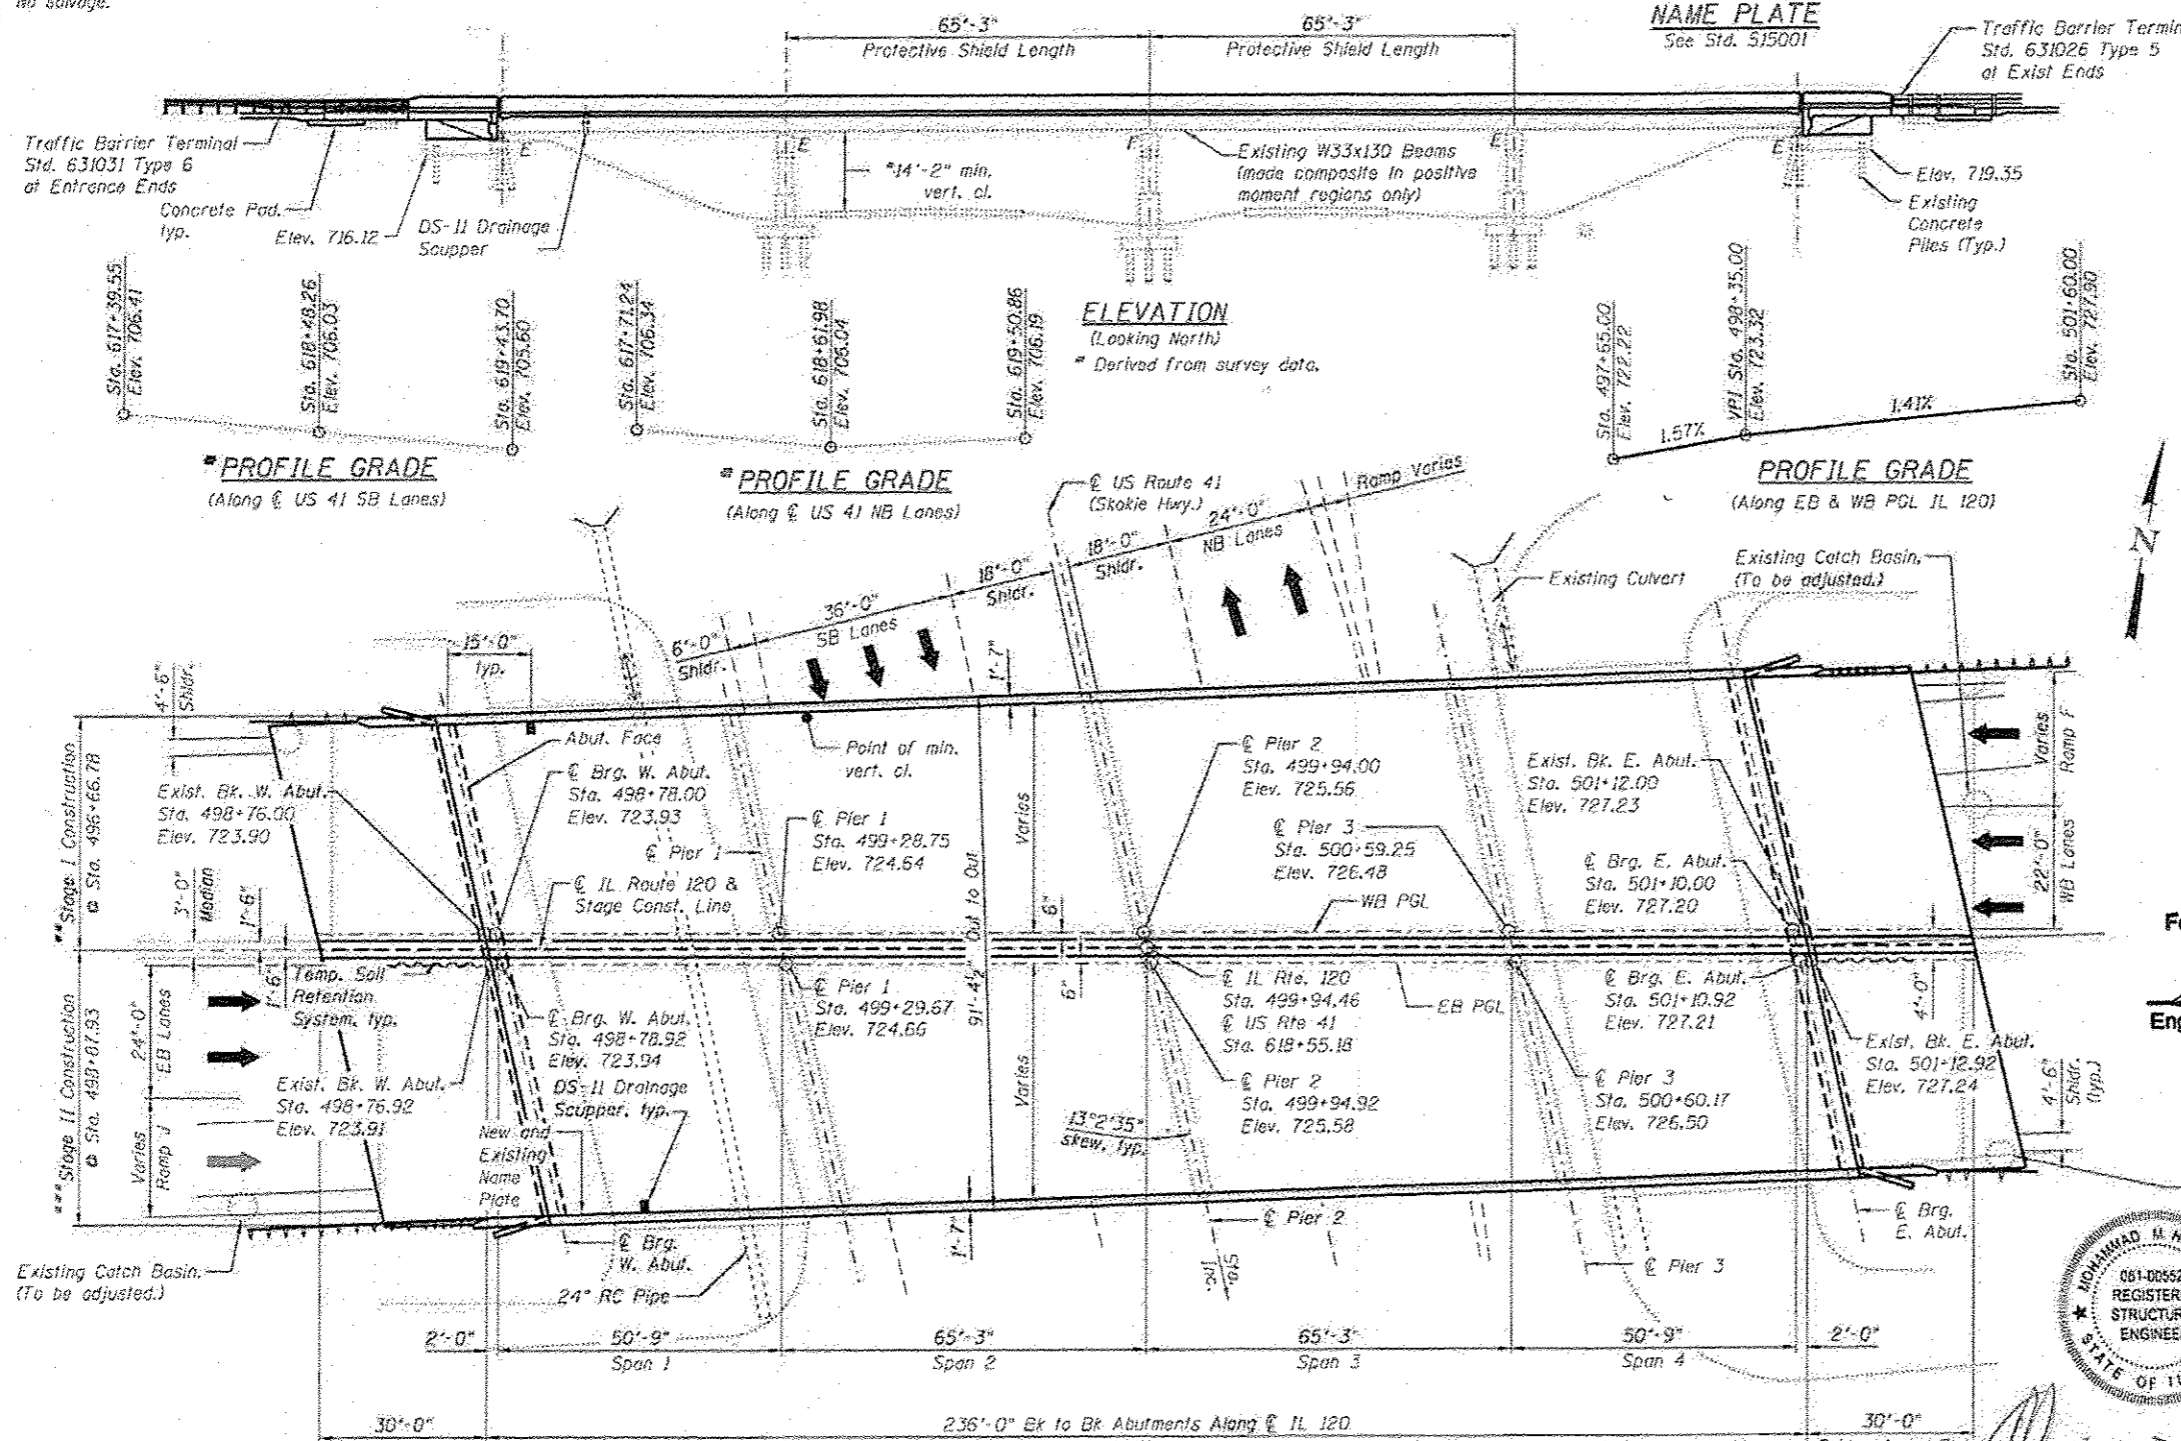 No salvage.
65'-3"
Protective Shield Length
65'-3"
Protective Shield Length
NAME PLATE
See Std. 515001
Std. 631026 Type 5
at Exist Ends
Traffic Barrier Terminal
Std. 631031 Type 6
at Entrance Ends
Concrete Pad.
typ.
Elev. 716.12
DS-11 Drainage
Scupper
E
E
*14'-2" min.
vert. cl.
F
Existing W33x130 Beams
(made composite in positive
moment regions only)
E
E
Elev. 719.35
Existing
Concrete
Piles (Typ.)
ELEVATION
(Looking North)
* Derived from survey data.
Sta. 617+39.55
Elev. 706.41
Sta. 618+48.26
Elev. 706.03
Sta. 619+43.70
Elev. 705.60
*PROFILE GRADE
(Along ℄ US 41 SB Lanes)
Sta. 617+71.24
Elev. 706.34
Sta. 618+61.98
Elev. 706.04
Sta. 619+50.86
Elev. 706.19
*PROFILE GRADE
(Along ℄ US 41 NB Lanes)
Sta. 497+65.00
Elev. 722.22
VPI Sta. 498+35.00
Elev. 723.32
Sta. 501+60.00
Elev. 727.90
1.57%
1.41%
PROFILE GRADE
(Along EB & WB PGL IL 120)
N
℄ US Route 41
(Skokie Hwy.)
6'-0"
Shldr.
36'-0"
SB Lanes
18'-0"
Shldr.
18'-0"
Shldr.
24'-0"
NB Lanes
Ramp Varies
Existing Culvert
Existing Catch Basin.
(To be adjusted.)
15'-0"
typ.
4'-6"
Shldr.
1'-7"
Abut. Face
Point of min.
vert. cl.
Exist. Bk. W. Abut.
Sta. 498+76.00
Elev. 723.90
℄ Brg. W. Abut.
Sta. 498+78.00
Elev. 723.93
℄ Pier 1
℄ Pier 1
Sta. 499+28.75
Elev. 724.64
℄ IL Route 120 &
Stage Const. Line
Varies
91'-4½" Out to Out
℄ Pier 2
Sta. 499+94.00
Elev. 725.56
℄ Pier 3
Sta. 500+59.25
Elev. 726.48
WB PGL
Exist. Bk. E. Abut.
Sta. 501+12.00
Elev. 727.23
℄ Brg. E. Abut.
Sta. 501+10.00
Elev. 727.20
Varies
Ramp F
22'-0"
WB Lanes
**Stage I Construction
3'-0"
Median
1'-6"
1'-6"
6"
6"
***Stage II Construction
24'-0"
EB Lanes
Varies
Ramp J
Temp. Soil
Retention
System, typ.
Exist. Bk. W. Abut.
Sta. 498+76.92
Elev. 723.91
℄ Brg. W. Abut.
Sta. 498+78.92
Elev. 723.94
DS-11 Drainage
Scupper, typ.
New and
Existing
Name
Plate
℄ Pier 1
Sta. 499+29.67
Elev. 724.66
Varies
13°2'35"
skew, typ.
℄ IL Rte. 120
Sta. 499+94.46
℄ US Rte 41
Sta. 618+55.18
℄ Pier 2
Sta. 499+94.92
Elev. 725.58
EB PGL
℄ Brg. E. Abut.
Sta. 501+10.92
Elev. 727.21
℄ Pier 3
Sta. 500+60.17
Elev. 726.50
4'-0"
Exist. Bk. E. Abut.
Sta. 501+12.92
Elev. 727.24
4'-6"
Shldr.
(typ.)
Existing Catch Basin.
(To be adjusted.)
℄ Brg.
W. Abut.
24" RC Pipe
1'-7"
℄ Pier 2
Sta.
Inc.
℄ Pier 3
℄ Brg.
E. Abut.
REGISTERED
STRUCTURAL
ENGINEER
STATE OF
2'-0"
50'-9"
Span 1
65'-3"
Span 2
65'-3"
Span 3
50'-9"
Span 4
2'-0"
30'-0"
236'-0" Bk to Bk Abutments Along ℄ IL 120
30'-0"